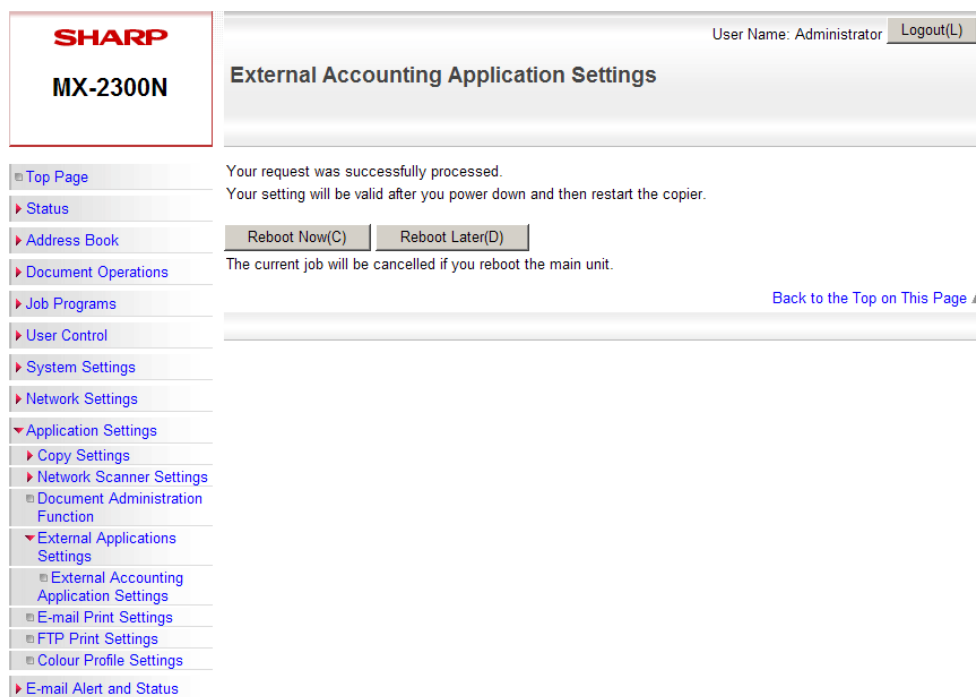 SHARP
MX-2300N
User Name: Administrator Logout(L)
External Accounting Application Settings
Top Page
Status
Address Book
Document Operations
Job Programs
User Control
System Settings
Network Settings
Application Settings
Copy Settings
Network Scanner Settings
Document Administration
Function
External Applications
Settings
External Accounting
Application Settings
E-mail Print Settings
FTP Print Settings
Colour Profile Settings
E-mail Alert and Status
Your request was successfully processed.
Your setting will be valid after you power down and then restart the copier.
Reboot Now(C) Reboot Later(D)
The current job will be cancelled if you reboot the main unit.
Back to the Top on This Page